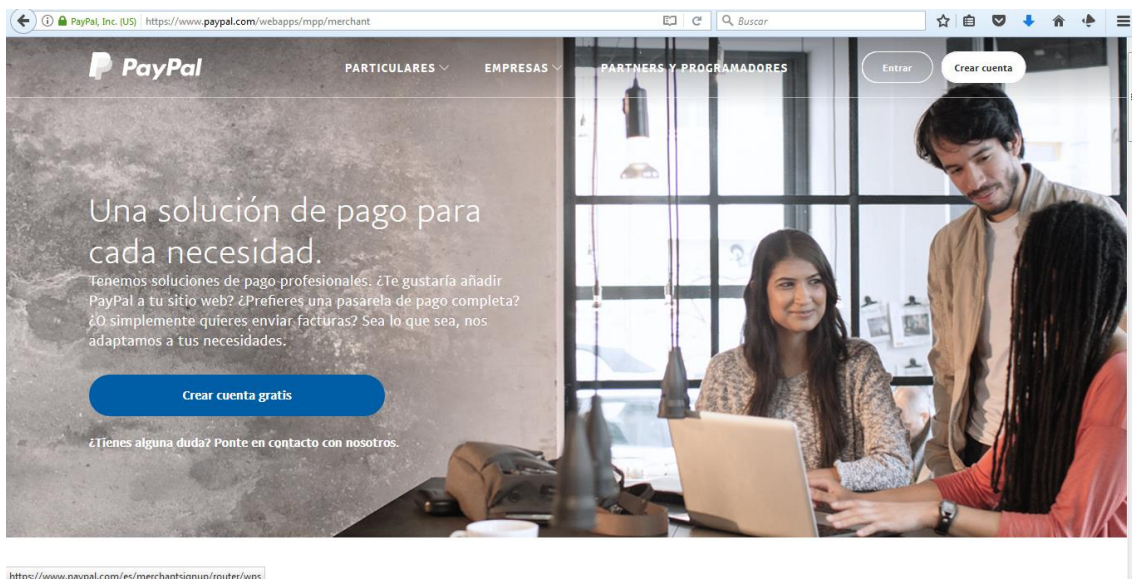 PayPal, Inc. (US) https://www.paypal.com/webapps/mpp/merchant Buscar
PayPal PARTICULARES EMPRESAS PARTNERS Y PROGRAMADORES Entrar Crear cuenta
Una solución de pago para
cada necesidad.
Tenemos soluciones de pago profesionales. ¿Te gustaría añadir
PayPal a tu sitio web? ¿Prefieres una pasarela de pago completa?
¿O simplemente quieres enviar facturas? Sea lo que sea, nos
adaptamos a tus necesidades.
Crear cuenta gratis
¿Tienes alguna duda? Ponte en contacto con nosotros.
https://www.paypal.com/es/merchantsignup/router/wps